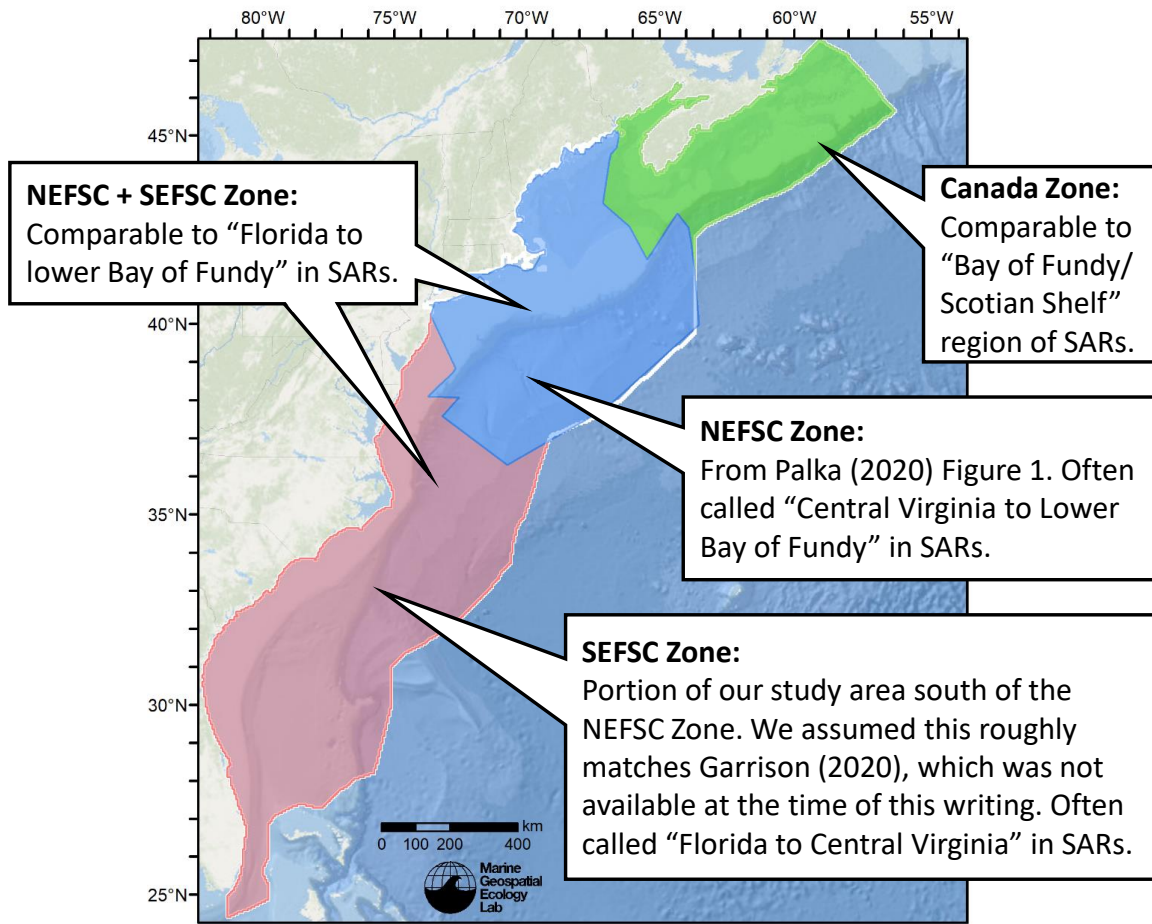 80°W
75°W
70°W
65°W
60°W
55°W
45°N
40°N
35°N
30°N
25°N
NEFSC + SEFSC Zone:
Comparable to “Florida to
lower Bay of Fundy” in SARs.
Canada Zone:
Comparable to
“Bay of Fundy/
Scotian Shelf”
region of SARs.
NEFSC Zone:
From Palka (2020) Figure 1. Often
called “Central Virginia to Lower
Bay of Fundy” in SARs.
SEFSC Zone:
Portion of our study area south of the
NEFSC Zone. We assumed this roughly
matches Garrison (2020), which was not
available at the time of this writing. Often
called “Florida to Central Virginia” in SARs.
km
0 100 200 400
Marine
Geospatial
Ecology
Lab